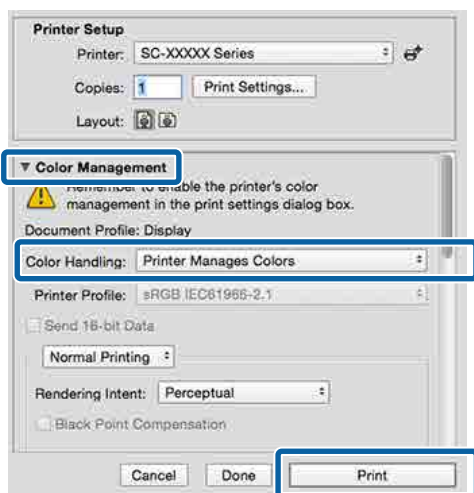 Printer Setup
Printer: SC-XXXXX Series
Copies: 1 Print Settings...
Layout:
▼ Color Management
Remember to enable the printer's color
management in the print settings dialog box.
Document Profile: Display
Color Handling: Printer Manages Colors
Printer Profile: sRGB IEC61966-2.1
Send 16-bit Data
Normal Printing
Rendering Intent: Perceptual
Black Point Compensation
Cancel Done Print